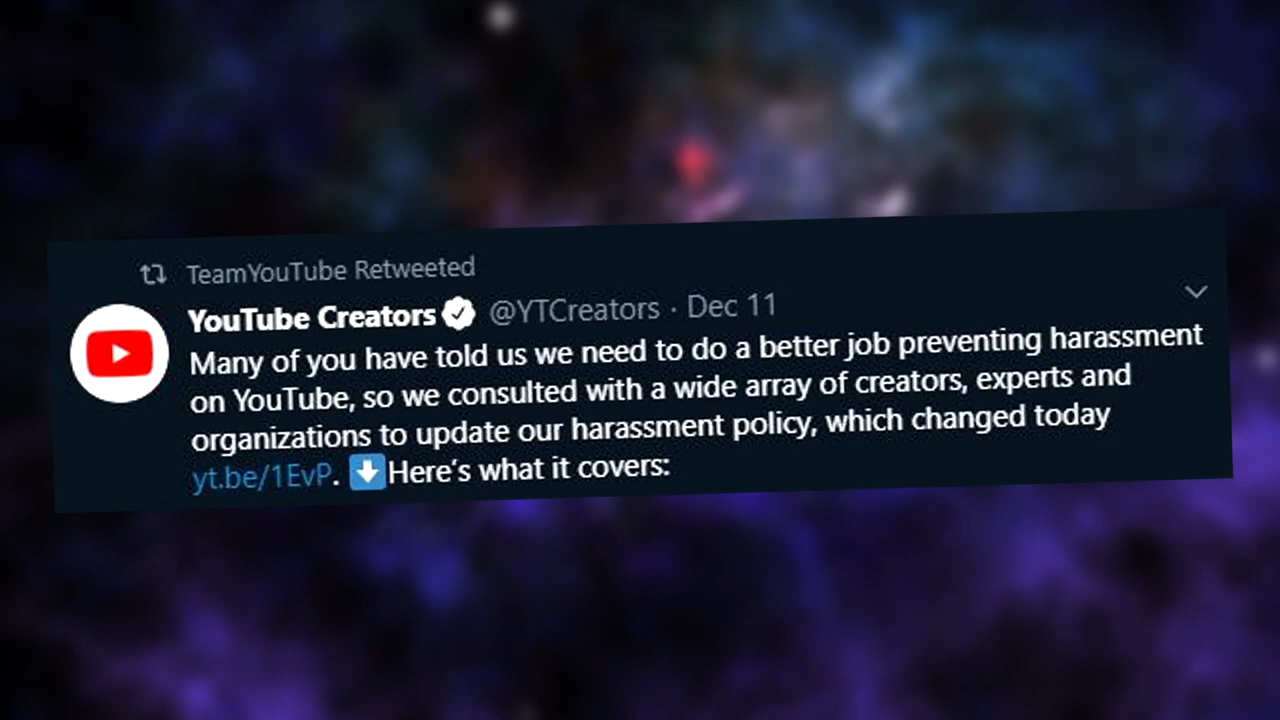 TeamYouTube Retweeted
YouTube Creators @YTCreators · Dec 11
Many of you have told us we need to do a better job preventing harassment
on YouTube, so we consulted with a wide array of creators, experts and
organizations to update our harassment policy, which changed today
yt.be/1EvP. ⬇️Here's what it covers: